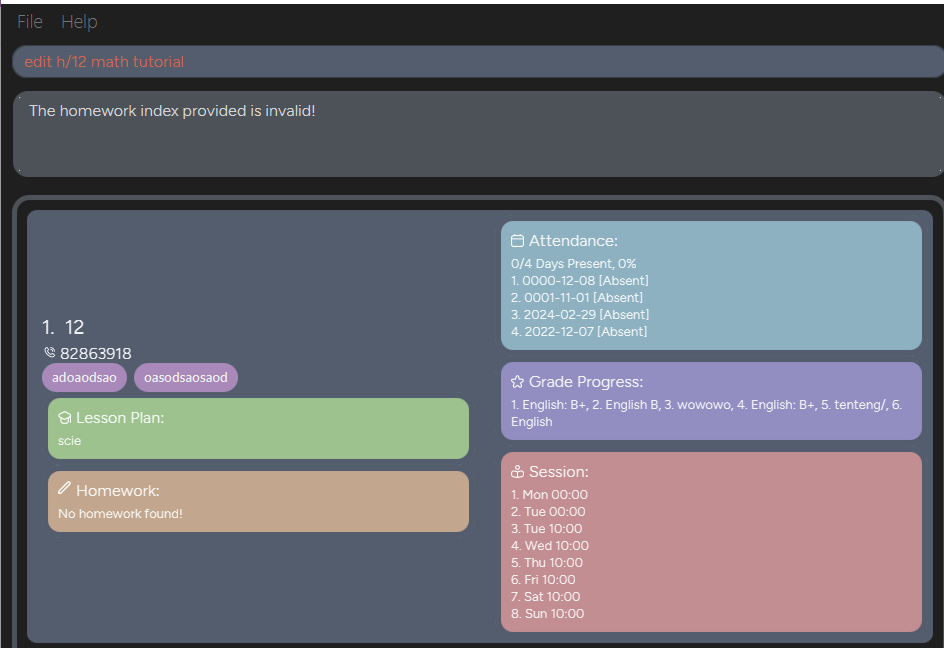 File Help
edit h/12 math tutorial
The homework index provided is invalid!
1. 12
82863918
adoaodsao oasodsaosaod
Lesson Plan:
scie
Homework:
No homework found!
Attendance:
0/4 Days Present, 0%
1. 0000-12-08 [Absent]
2. 0001-11-01 [Absent]
3. 2024-02-29 [Absent]
4. 2022-12-07 [Absent]
Grade Progress:
1. English: B+, 2. English B, 3. wowowo, 4. English: B+, 5. tenteng/, 6.
English
Session:
1. Mon 00:00
2. Tue 00:00
3. Tue 10:00
4. Wed 10:00
5. Thu 10:00
6. Fri 10:00
7. Sat 10:00
8. Sun 10:00